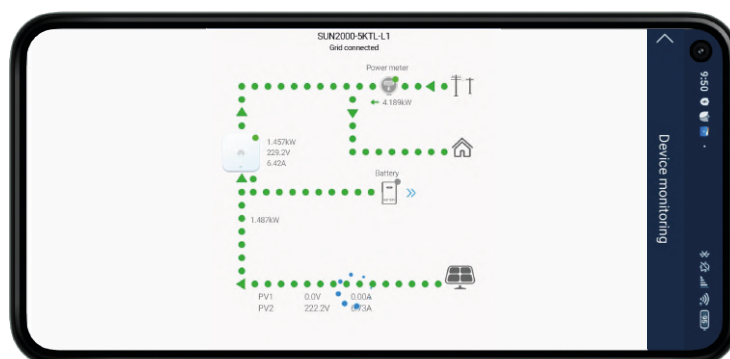 SUN2000-5KTL-L1
Grid connected
Power meter
4.189kW
1.457kW
229.2V
6.42A
Battery
1.487kW
PV1 0.0V 0.00A
PV2 222.2V
Device monitoring
9:50